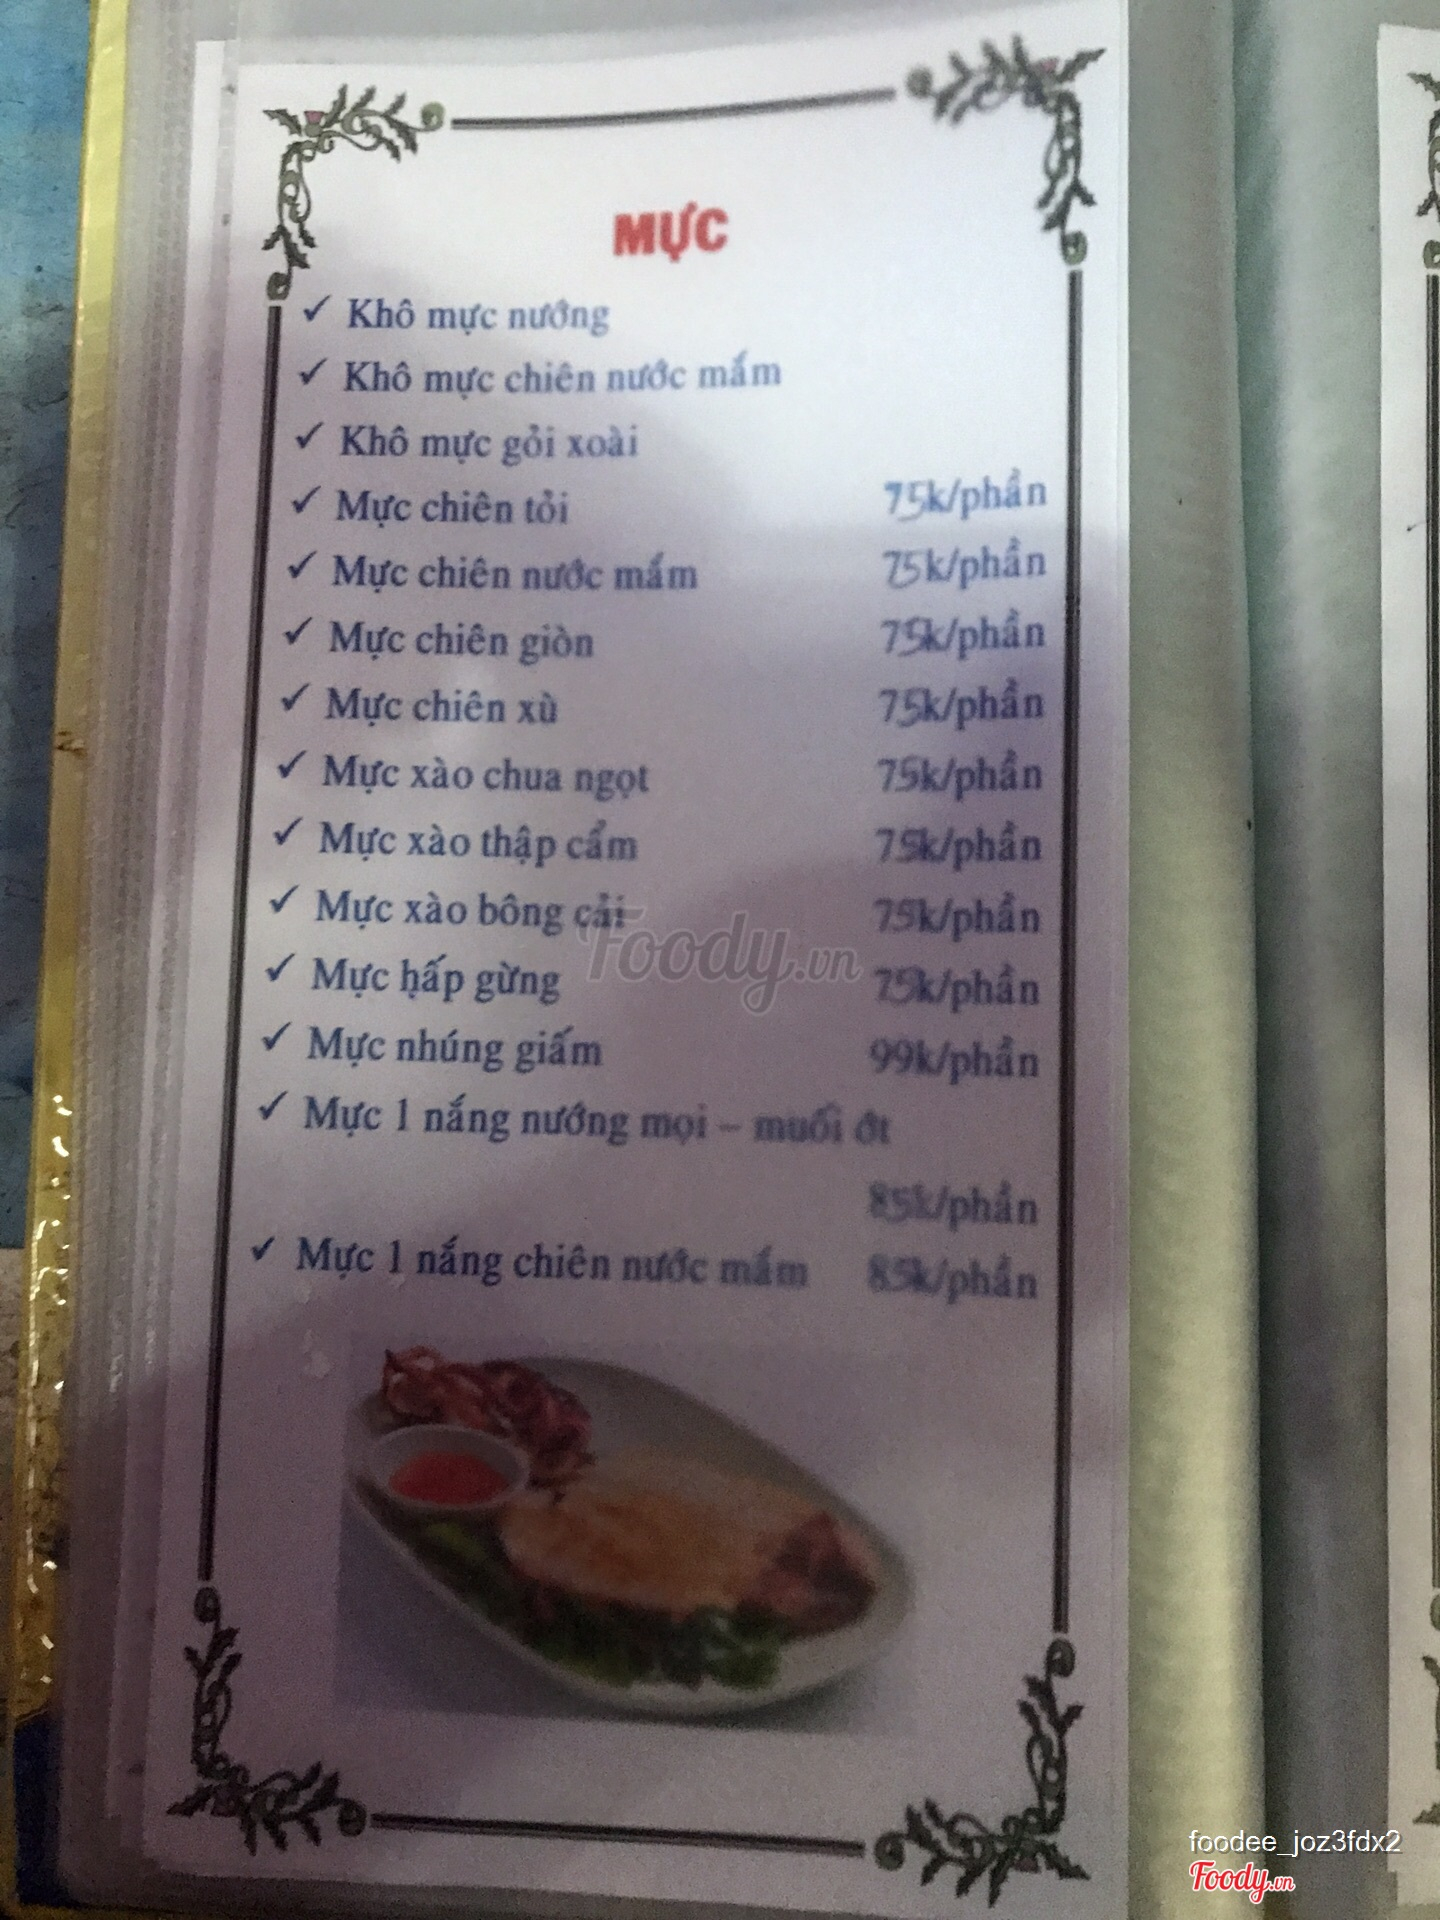 MỰC
✓ Khô mực nướng
✓ Khô mực chiên nước mắm
✓ Khô mực gỏi xoài
✓ Mực chiên tỏi 75k/phần
✓ Mực chiên nước mắm 75k/phần
✓ Mực chiên giòn 75k/phần
✓ Mực chiên xù 75k/phần
✓ Mực xào chua ngọt 75k/phần
✓ Mực xào thập cẩm 75k/phần
✓ Mực xào bông cải 75k/phần
✓ Mực hấp gừng 75k/phần
✓ Mực nhúng giấm 99k/phần
✓ Mực 1 nắng nướng mọi – muối ớt
85k/phần
✓ Mực 1 nắng chiên nước mắm 85k/phần
Foody.vn
foodee_joz3fdx2
Foody.vn